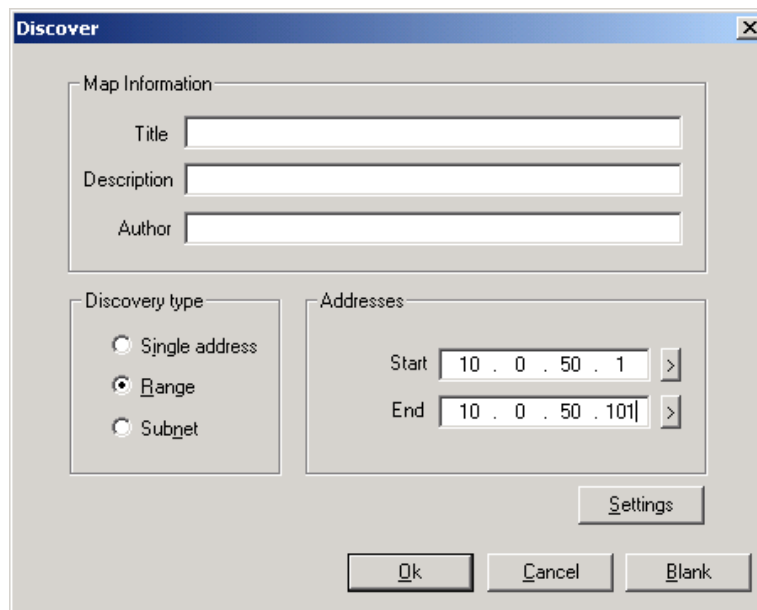 Discover
Map Information
Title
Description
Author
Discovery type
Single address
Range
Subnet
Addresses
Start 10 . 0 . 50 . 1 >
End 10 . 0 . 50 . 101 >
Settings
Ok Cancel Blank